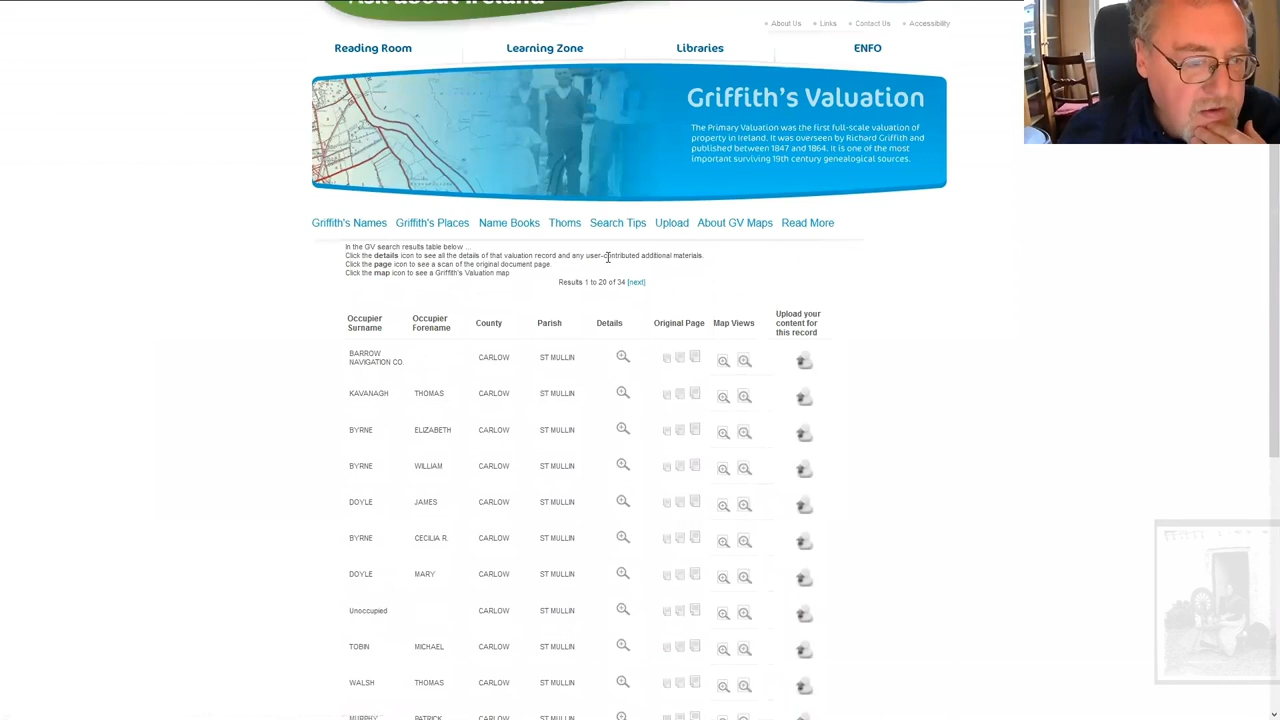 Ask about Ireland
About Us Links Contact Us Accessibility
Reading Room Learning Zone Libraries ENFO
Griffith's Valuation
The Primary Valuation was the first full-scale valuation of
property in Ireland. It was overseen by Richard Griffith and
published between 1847 and 1864. It is one of the most
important surviving 19th century genealogical sources.
Griffith's Names Griffith's Places Name Books Thoms Search Tips Upload About GV Maps Read More
In the GV search results table below ...
Click the details icon to see all the details of that valuation record and any user-contributed additional materials.
Click the page icon to see a scan of the original document page.
Click the map icon to see a Griffith's Valuation map
Results 1 to 20 of 34 [next]
Occupier Surname Occupier Forename County Parish Details Original Page Map Views Upload your content for this record
BARROW NAVIGATION CO. CARLOW ST MULLIN
KAVANAGH THOMAS CARLOW ST MULLIN
BYRNE ELIZABETH CARLOW ST MULLIN
BYRNE WILLIAM CARLOW ST MULLIN
DOYLE JAMES CARLOW ST MULLIN
BYRNE CECILIA R. CARLOW ST MULLIN
DOYLE MARY CARLOW ST MULLIN
Unoccupied CARLOW ST MULLIN
TOBIN MICHAEL CARLOW ST MULLIN
WALSH THOMAS CARLOW ST MULLIN
MURPHY PATRICK CARLOW ST MULLIN